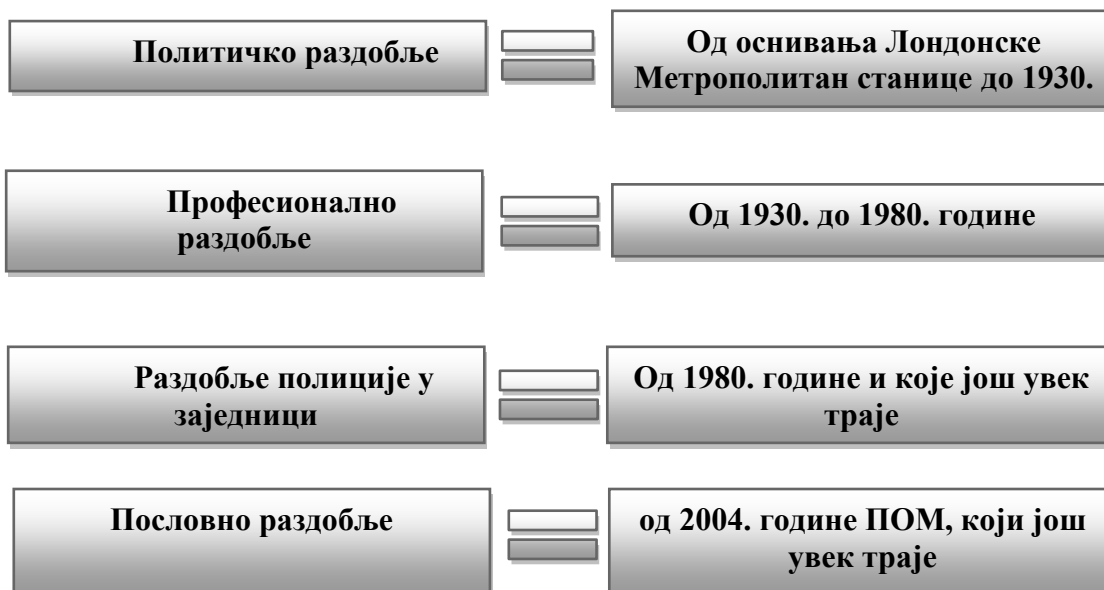 Политичко раздобље
Од оснивања Лондонске
Метрополитан станице до 1930.
Професионално
раздобље
Од 1930. до 1980. године
Раздобље полиције у
заједници
Од 1980. године и које још увек
траје
Пословно раздобље
од 2004. године ПОМ, који још
увек траје